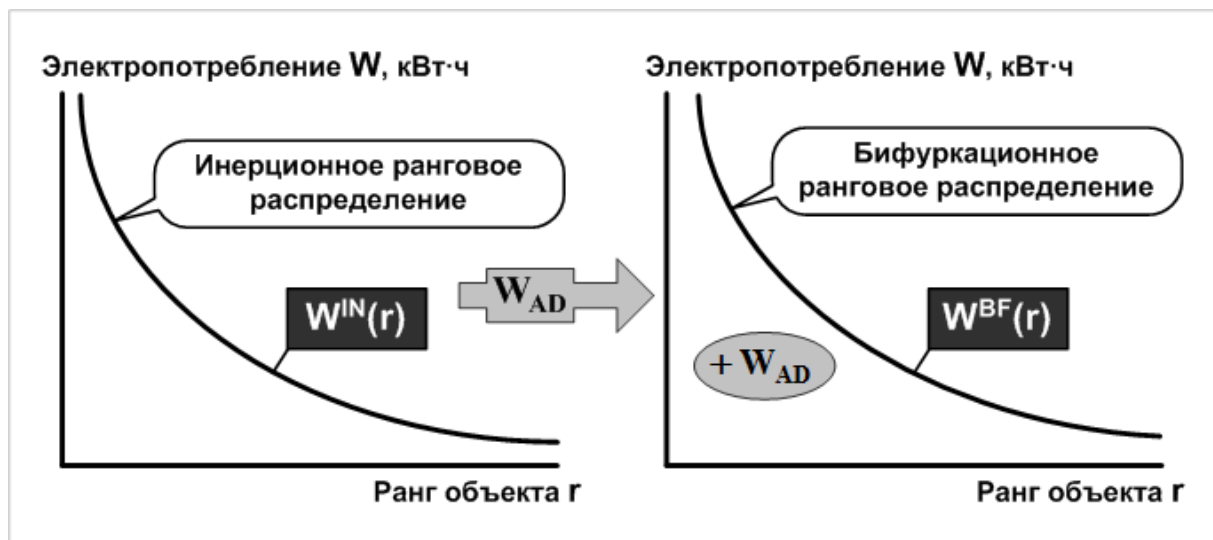 Электропотребление W, кВт·ч
Инерционное ранговое
распределение
W^IN(r)
Ранг объекта r
W_AD
Электропотребление W, кВт·ч
Бифуркационное
ранговое распределение
W^BF(r)
+ W_AD
Ранг объекта r